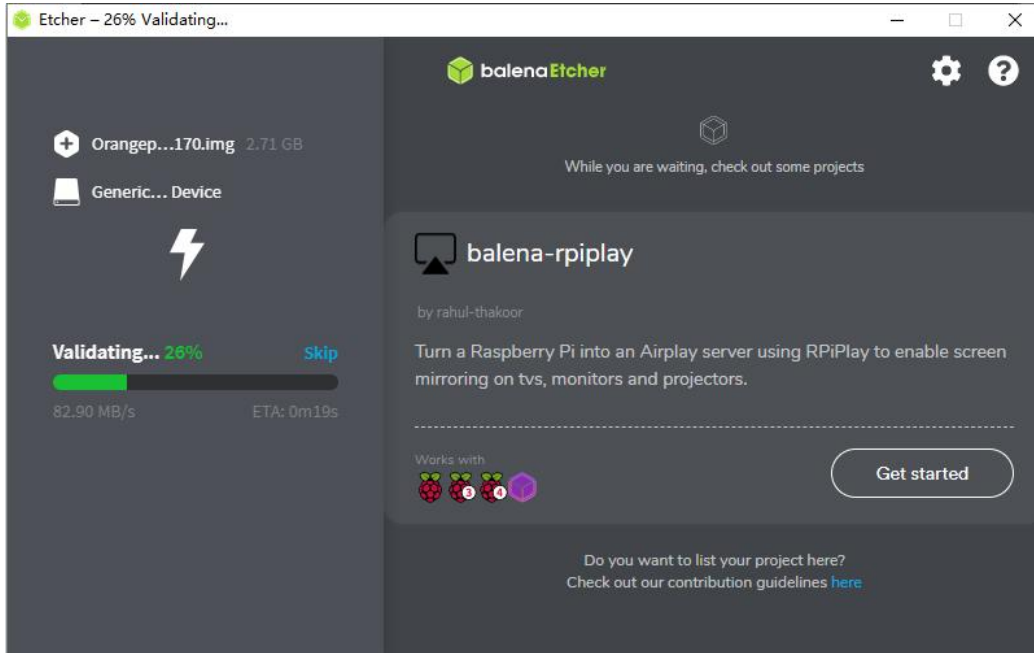 Etcher – 26% Validating...
balenaEtcher
Orangep...170.img 2.71 GB
Generic... Device
Validating... 26% Skip
82.90 MB/s ETA: 0m19s
While you are waiting, check out some projects
balena-rpiplay
by rahul-thakoor
Turn a Raspberry Pi into an Airplay server using RPiPlay to enable screen
mirroring on tvs, monitors and projectors.
Works with
3 4
Get started
Do you want to list your project here?
Check out our contribution guidelines here